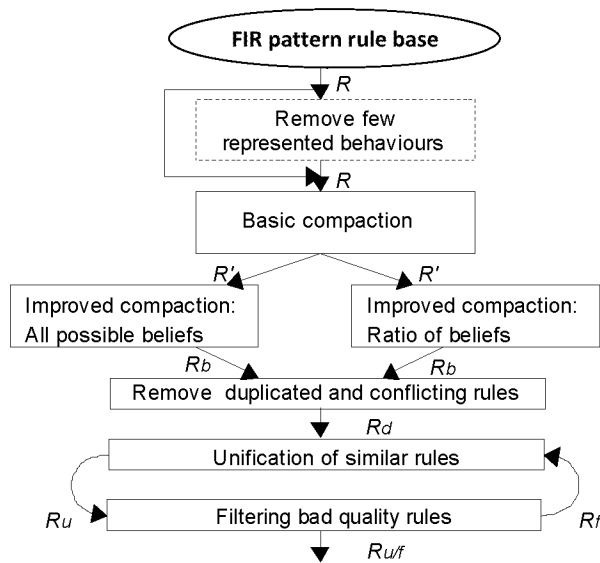 FIR pattern rule base
R
Remove few
represented behaviours
R
Basic compaction
R'
R'
Improved compaction:
All possible beliefs
Improved compaction:
Ratio of beliefs
Rb
Rb
Remove duplicated and conflicting rules
Rd
Unification of similar rules
Ru
Rf
Filtering bad quality rules
Ru/f